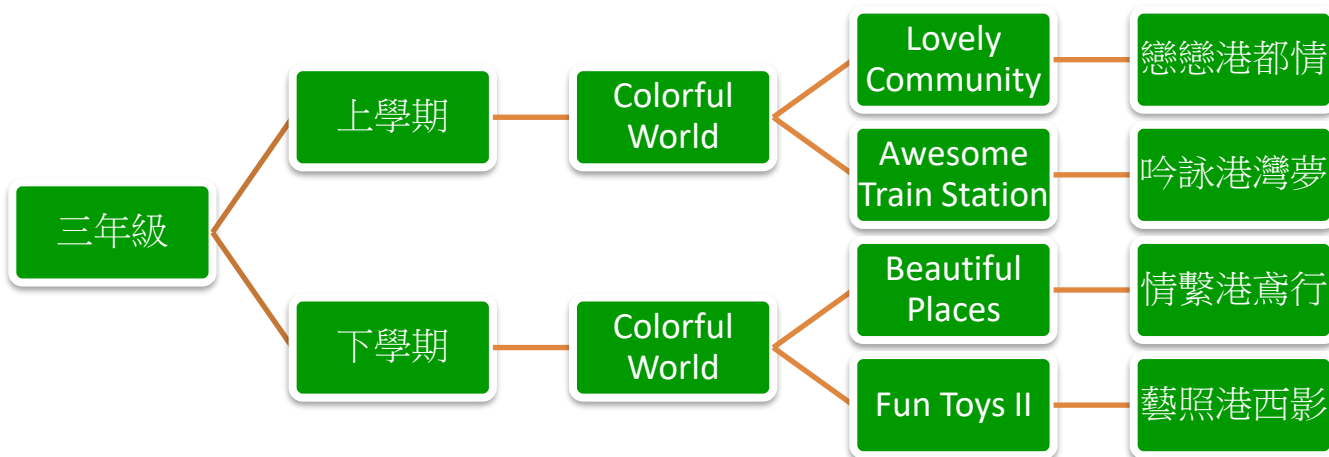 三年級
上學期
Colorful
World
Lovely
Community
戀戀港都情
Awesome
Train Station
吟詠港灣夢
下學期
Colorful
World
Beautiful
Places
情繫港鳶行
Fun Toys II
藝照港西影